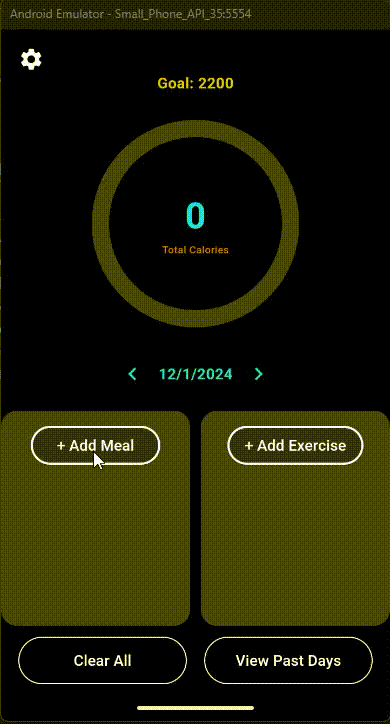 Android Emulator - Small_Phone_API_35:5554
Goal: 2200
0
Total Calories
12/1/2024
+ Add Meal
+ Add Exercise
Clear All
View Past Days